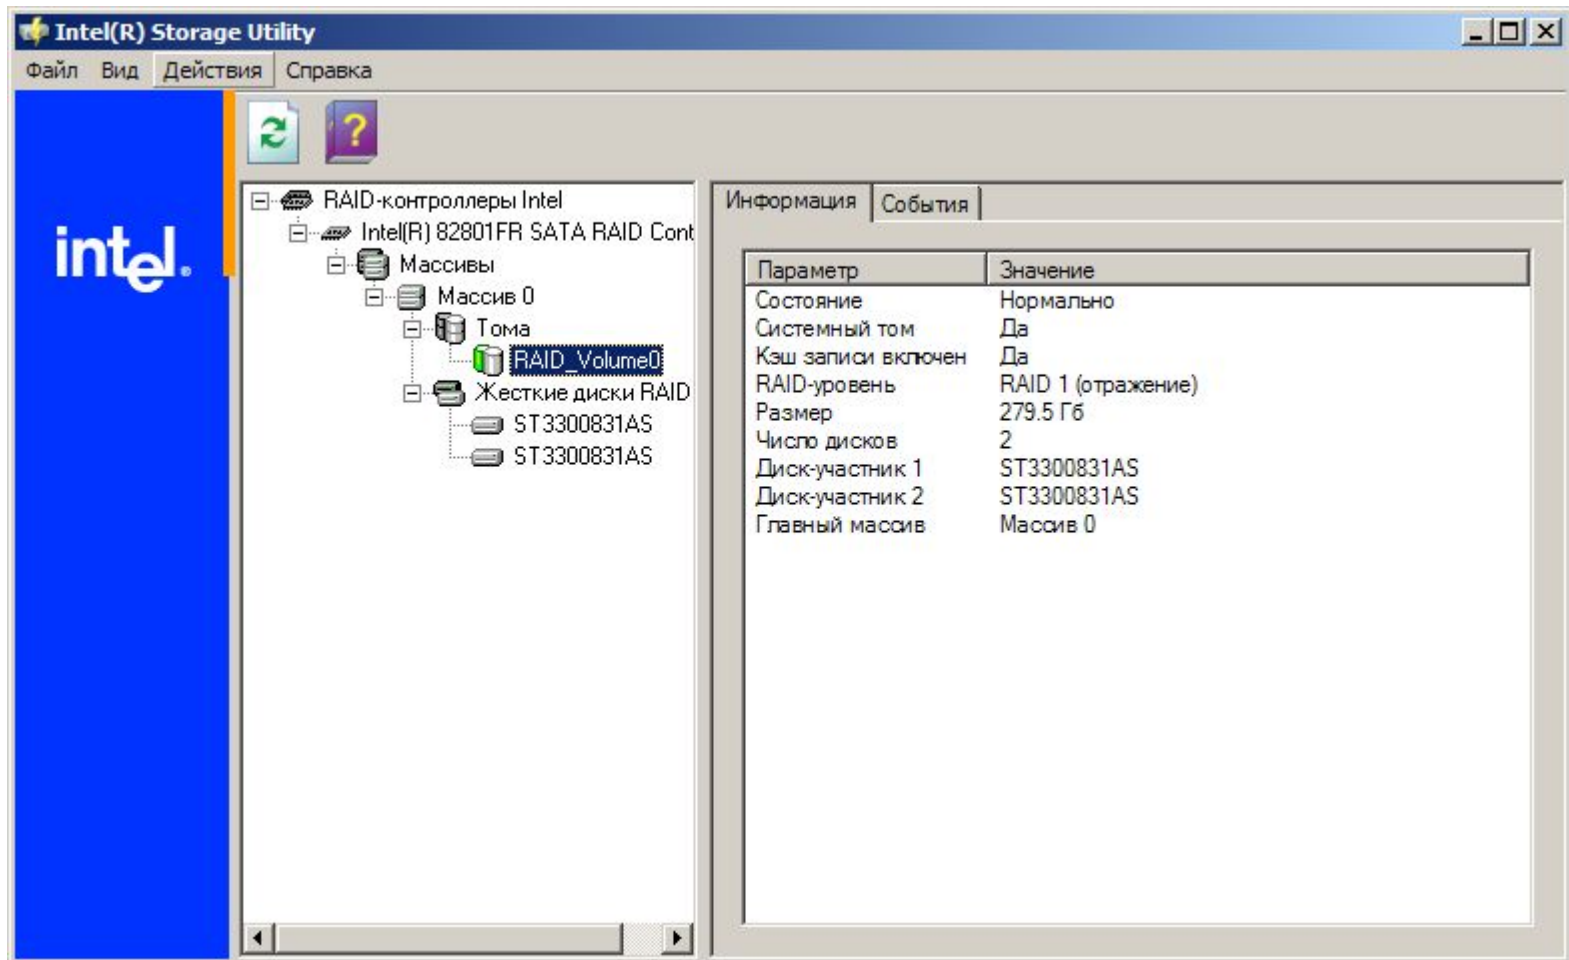 Intel(R) Storage Utility
Файл Вид Действия Справка
intel.
RAID-контроллеры Intel
Intel(R) 82801FR SATA RAID Cont
Массивы
Массив 0
Тома
RAID_Volume0
Жесткие диски RAID
ST3300831AS
ST3300831AS
Информация События
Параметр Значение
Состояние Нормально
Системный том Да
Кэш записи включен Да
RAID-уровень RAID 1 (отражение)
Размер 279.5 Гб
Число дисков 2
Диск-участник 1 ST3300831AS
Диск-участник 2 ST3300831AS
Главный массив Массив 0